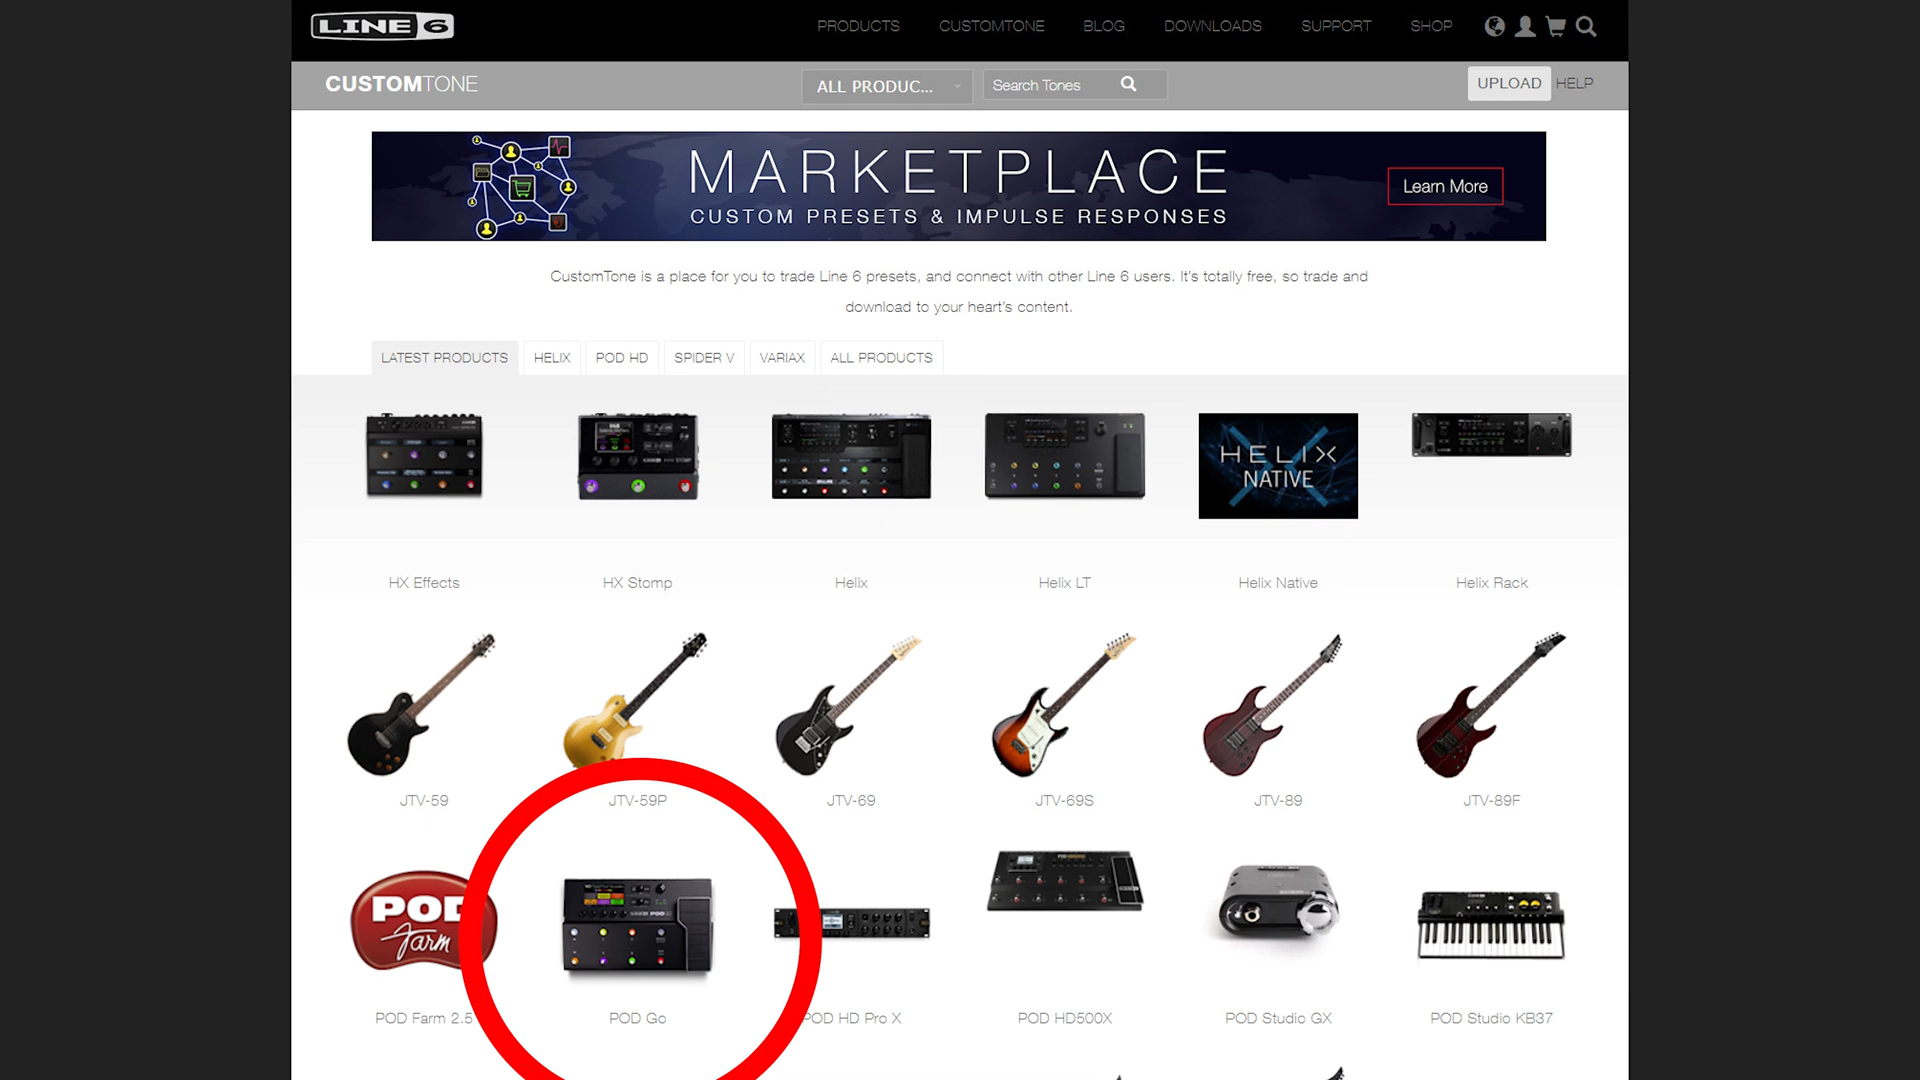 LINE 6
PRODUCTS CUSTOMTONE BLOG DOWNLOADS SUPPORT SHOP
CUSTOMTONE
ALL PRODUC...
Search Tones
UPLOAD HELP
MARKETPLACE
CUSTOM PRESETS & IMPULSE RESPONSES
Learn More
CustomTone is a place for you to trade Line 6 presets, and connect with other Line 6 users. It's totally free, so trade and
download to your heart's content.
LATEST PRODUCTS HELIX POD HD SPIDER V VARIAX ALL PRODUCTS
HELIX
NATIVE
HX Effects HX Stomp Helix Helix LT Helix Native Helix Rack
JTV-59 JTV-59P JTV-69 JTV-69S JTV-89 JTV-89F
POD
Farm
POD Farm 2.5 POD Go POD HD Pro X POD HD500X POD Studio GX POD Studio KB37